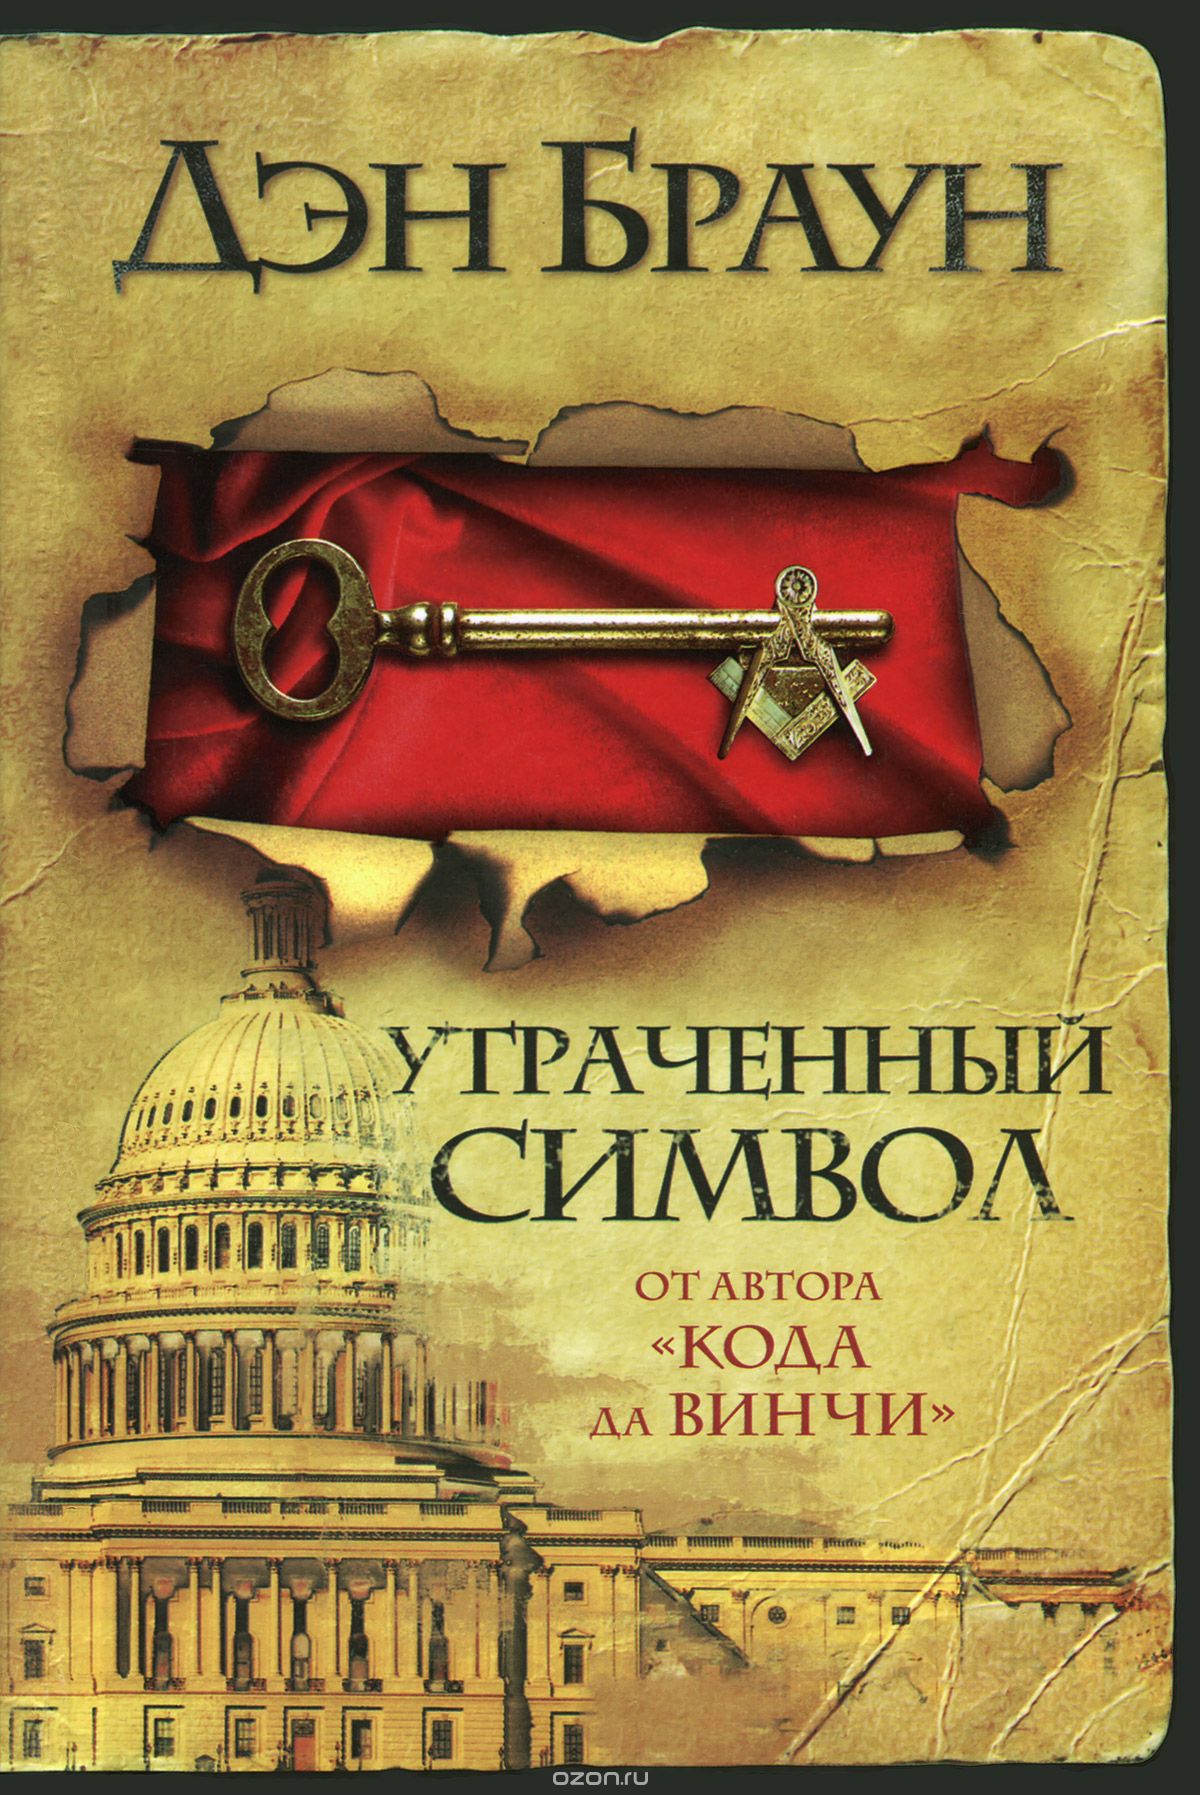 ДЭН БРАУН
УТРАЧЕННЫЙ
СИМВОЛ
ОТ АВТОРА
«КОДА
ДА ВИНЧИ»
ozon.ru